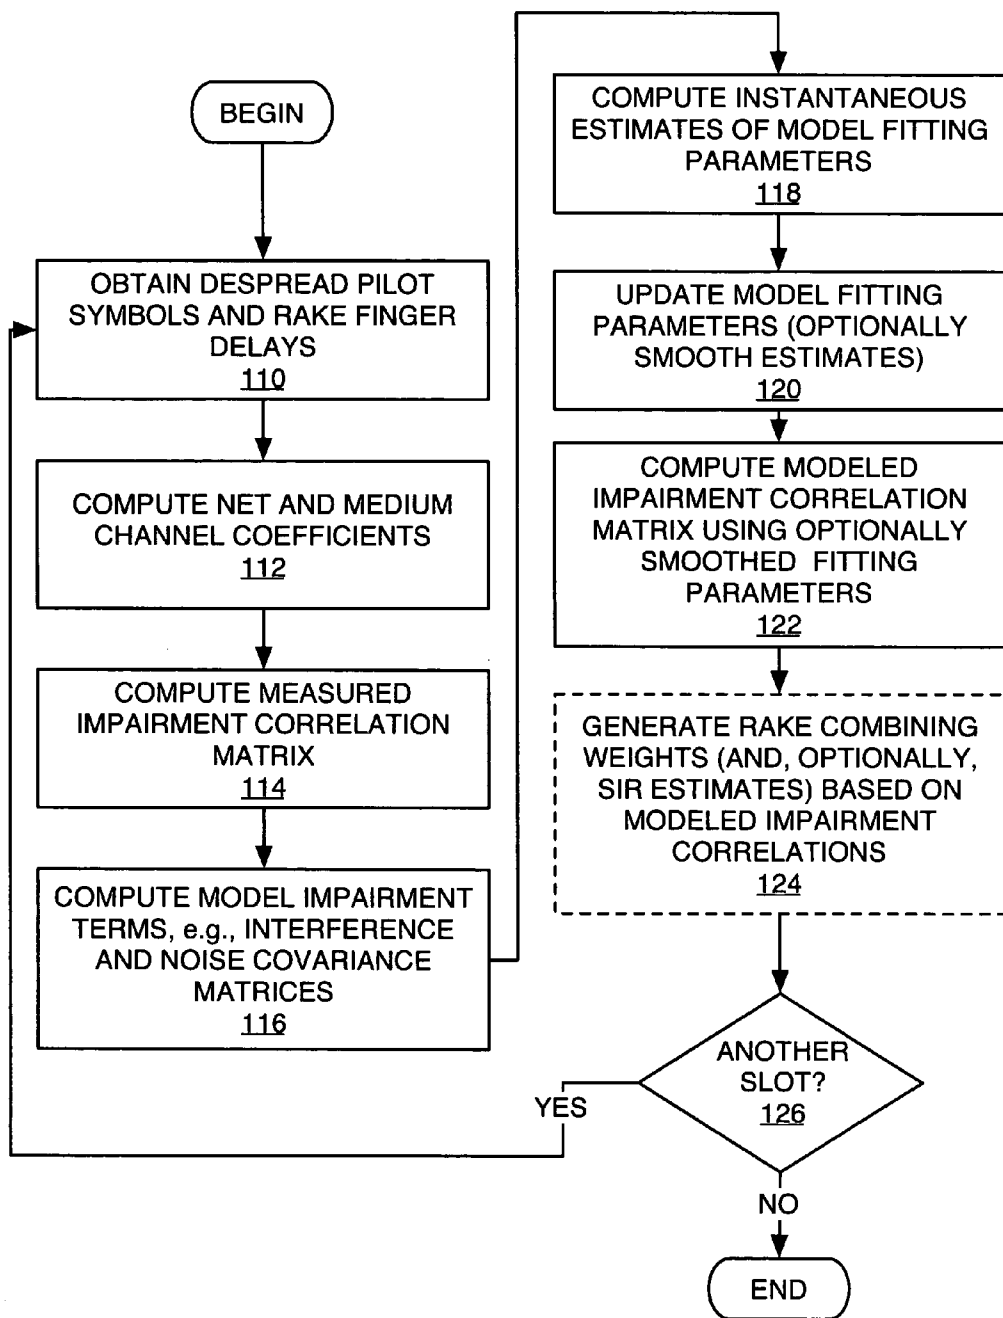 BEGIN
OBTAIN DESPREAD PILOT
SYMBOLS AND RAKE FINGER
DELAYS
110
COMPUTE NET AND MEDIUM
CHANNEL COEFFICIENTS
112
COMPUTE MEASURED
IMPAIRMENT CORRELATION
MATRIX
114
COMPUTE MODEL IMPAIRMENT
TERMS, e.g., INTERFERENCE
AND NOISE COVARIANCE
MATRICES
116
COMPUTE INSTANTANEOUS
ESTIMATES OF MODEL FITTING
PARAMETERS
118
UPDATE MODEL FITTING
PARAMETERS (OPTIONALLY
SMOOTH ESTIMATES)
120
COMPUTE MODELED
IMPAIRMENT CORRELATION
MATRIX USING OPTIONALLY
SMOOTHED FITTING
PARAMETERS
122
GENERATE RAKE COMBINING
WEIGHTS (AND, OPTIONALLY,
SIR ESTIMATES) BASED ON
MODELED IMPAIRMENT
CORRELATIONS
124
ANOTHER
SLOT?
126
YES
NO
END